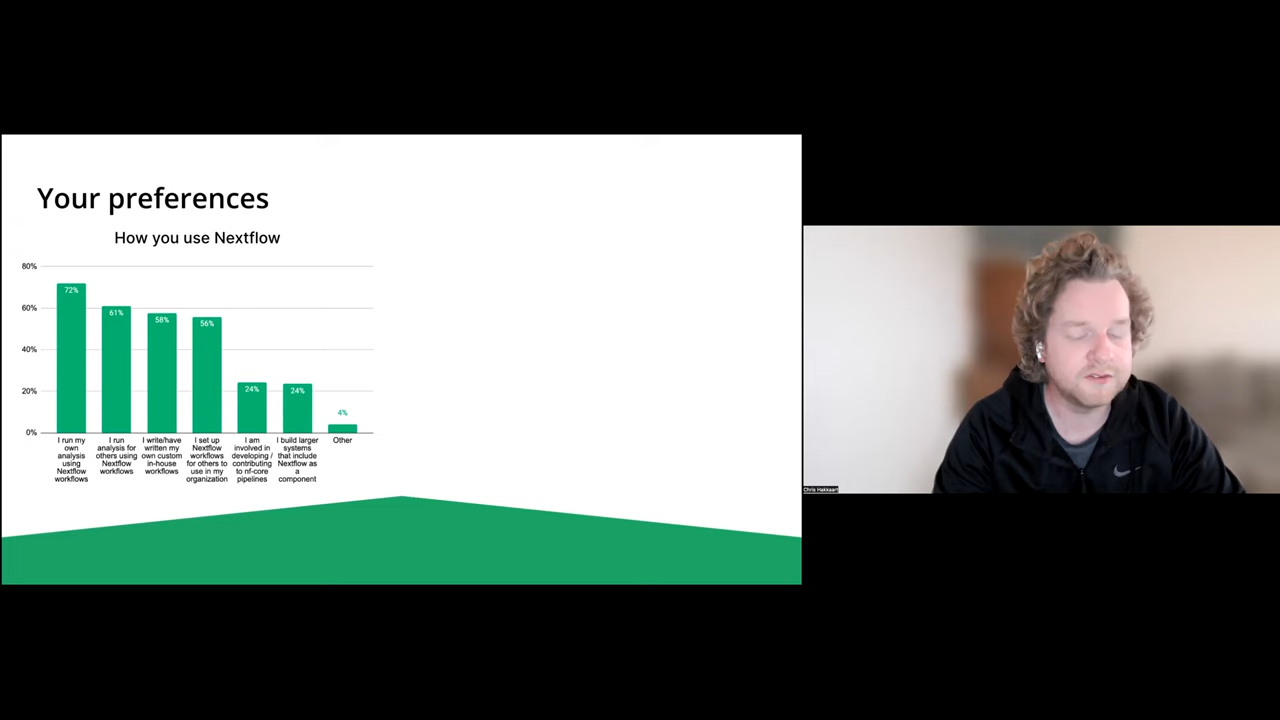 Your preferences
How you use Nextflow
80%
60%
40%
20%
0%
72%
61%
58%
56%
24%
24%
4%
I run my
own
analysis
using
Nextflow
workflows
I run
analysis for
others using
Nextflow
workflows
I write/have
written my
own custom
in-house
workflows
I set up
Nextflow
workflows
for others to
use in my
organization
I am
involved in
developing /
contributing
to nf-core
pipelines
I build larger
systems
that include
Nextflow as
a
component
Other
Chris Hakkaart